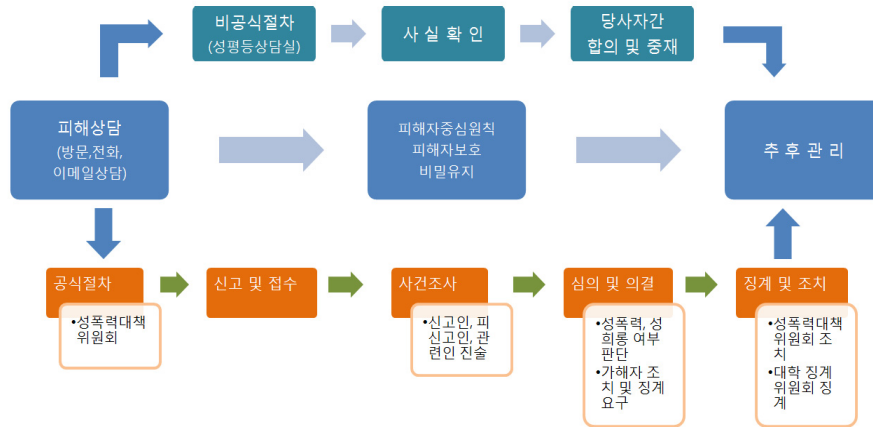 비공식절차
(성평등상담실)
사 실 확 인
당사자간
합의 및 중재
피해상담
(방문,전화,
이메일상담)
피해자중심원칙
피해자보호
비밀유지
추 후 관 리
공식절차
•성폭력대책
위원회
신고 및 접수
사건조사
•신고인, 피
신고인, 관
련인 진술
심의 및 의결
•성폭력, 성
희롱 여부
판단
•가해자 조
치 및 징계
요구
징계 및 조치
•성폭력대책
위원회 조
치
•대학 징계
위원회 징
계